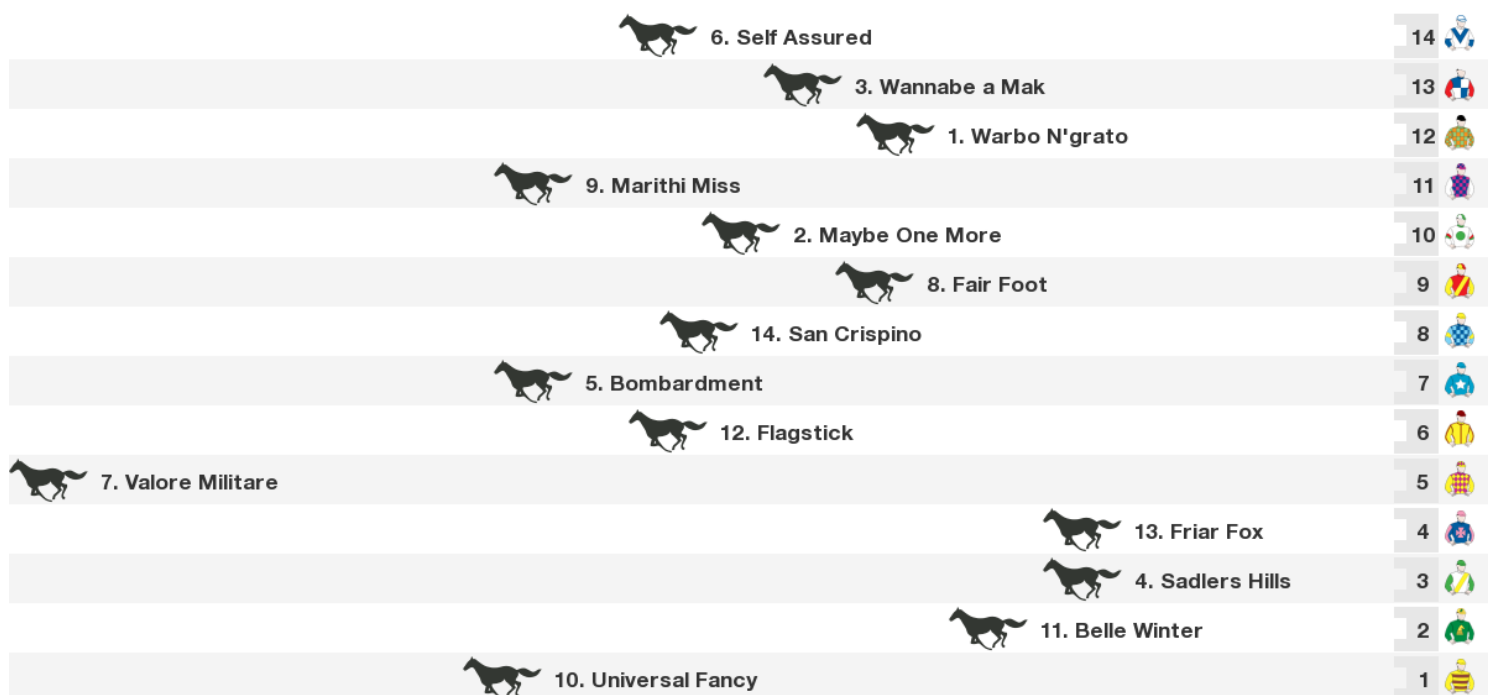 6. Self Assured 14
3. Wannabe a Mak 13
1. Warbo N'grato 12
9. Marithi Miss 11
2. Maybe One More 10
8. Fair Foot 9
14. San Crispino 8
5. Bombardment 7
12. Flagstick 6
7. Valore Militare 5
13. Friar Fox 4
4. Sadlers Hills 3
11. Belle Winter 2
10. Universal Fancy 1